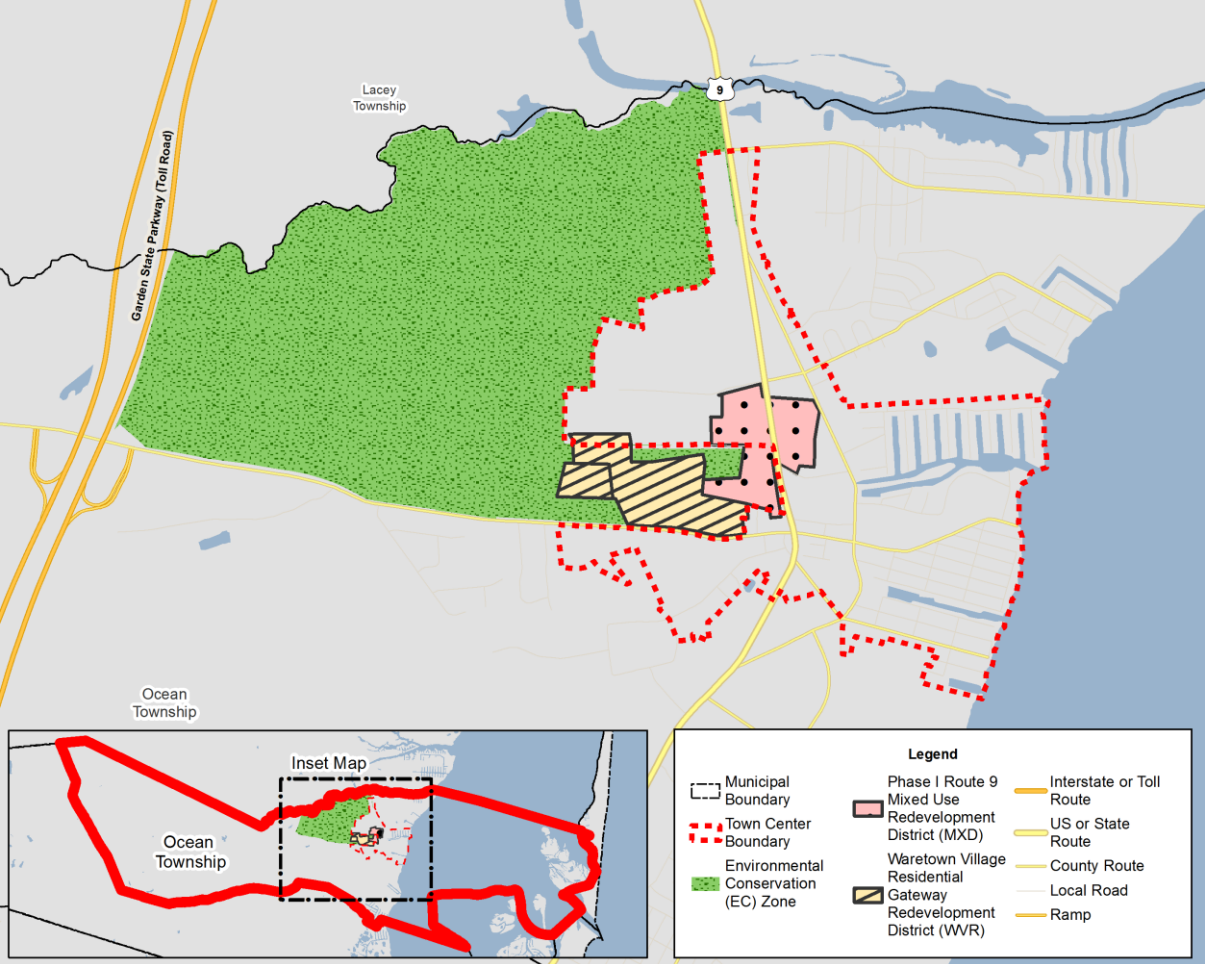 Lacey
Township
9
Garden State Parkway (Toll Road)
Ocean
Township
Inset Map
Ocean
Township
Legend
Municipal
Boundary
Town Center
Boundary
Environmental
Conservation
(EC) Zone
Phase I Route 9
Mixed Use
Redevelopment
District (MXD)
Waretown Village
Residential
Gateway
Redevelopment
District (WVR)
Interstate or Toll
Route
US or State
Route
County Route
Local Road
Ramp